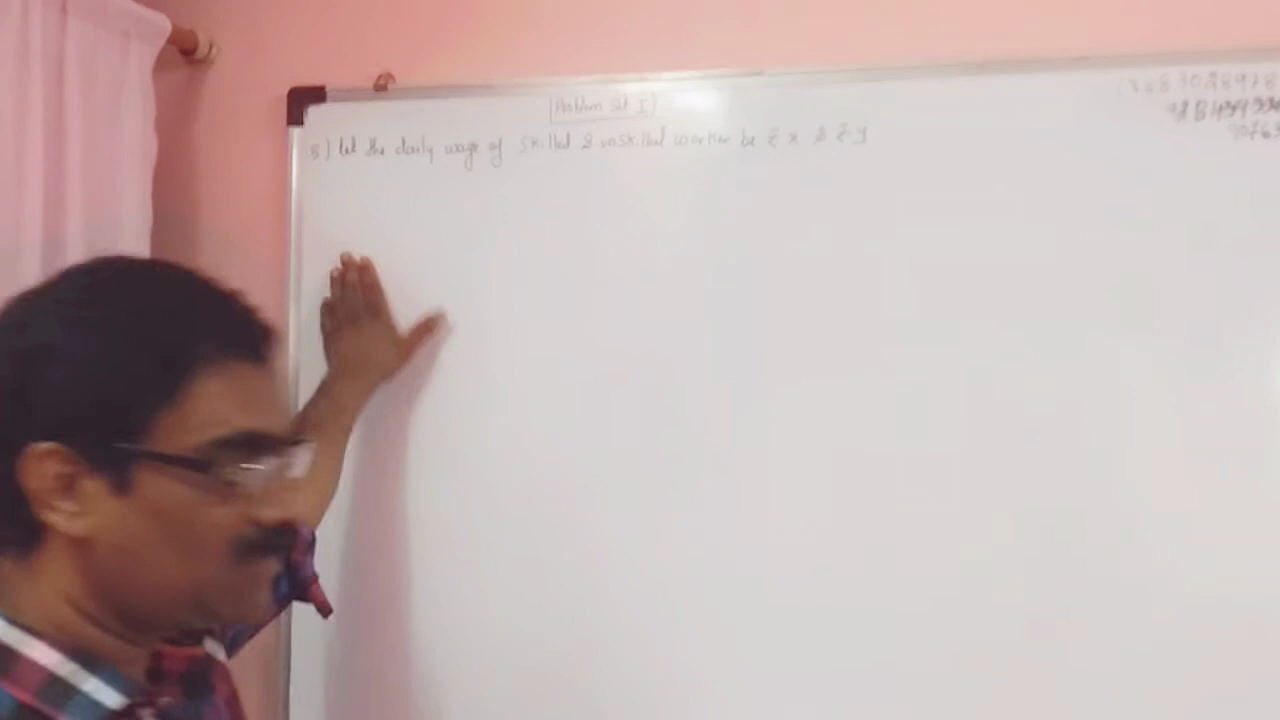 Problem Set I
5) Let the daily wage of Skilled & unskilled worker be ₹ x & ₹ y